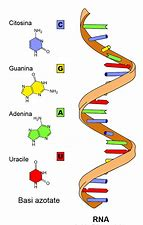 Citosina
C
Guanina
G
Adenina
A
Uracile
U
Basi azotate
RNA